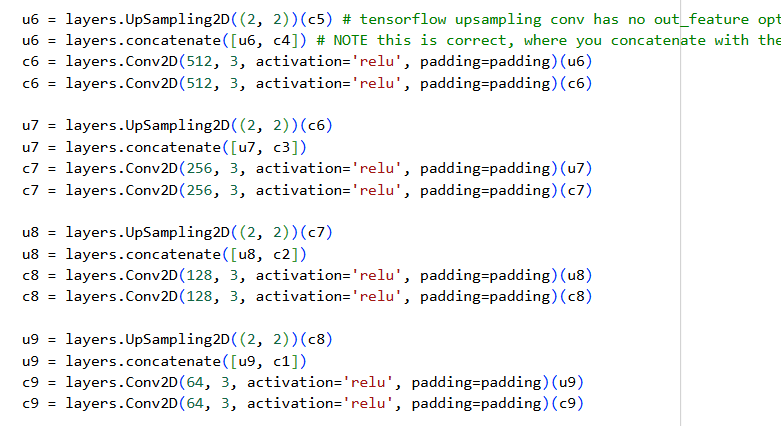 u6 = layers.UpSampling2D((2, 2))(c5) # tensorflow upsampling conv has no out_feature opt
u6 = layers.concatenate([u6, c4]) # NOTE this is correct, where you concatenate with the
c6 = layers.Conv2D(512, 3, activation='relu', padding=padding)(u6)
c6 = layers.Conv2D(512, 3, activation='relu', padding=padding)(c6)
u7 = layers.UpSampling2D((2, 2))(c6)
u7 = layers.concatenate([u7, c3])
c7 = layers.Conv2D(256, 3, activation='relu', padding=padding)(u7)
c7 = layers.Conv2D(256, 3, activation='relu', padding=padding)(c7)
u8 = layers.UpSampling2D((2, 2))(c7)
u8 = layers.concatenate([u8, c2])
c8 = layers.Conv2D(128, 3, activation='relu', padding=padding)(u8)
c8 = layers.Conv2D(128, 3, activation='relu', padding=padding)(c8)
u9 = layers.UpSampling2D((2, 2))(c8)
u9 = layers.concatenate([u9, c1])
c9 = layers.Conv2D(64, 3, activation='relu', padding=padding)(u9)
c9 = layers.Conv2D(64, 3, activation='relu', padding=padding)(c9)